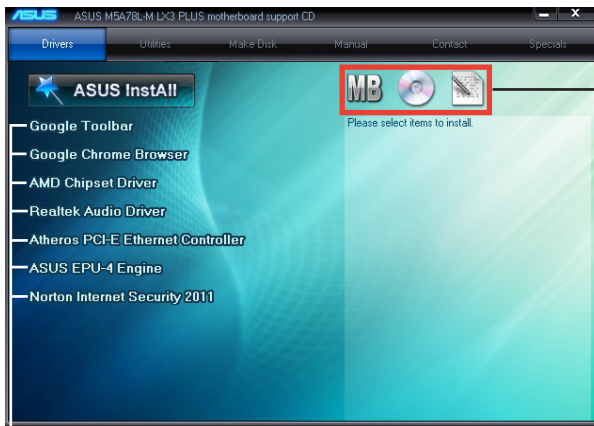 ASUS ASUS M5A78L-M LX3 PLUS motherboard support CD
Drivers Utilities Make Disk Manual Contact Specials
ASUS InstAll
MB
Please select items to install.
Google Toolbar
Google Chrome Browser
AMD Chipset Driver
Realtek Audio Driver
Atheros PCI-E Ethernet Controller
ASUS EPU-4 Engine
Norton Internet Security 2011